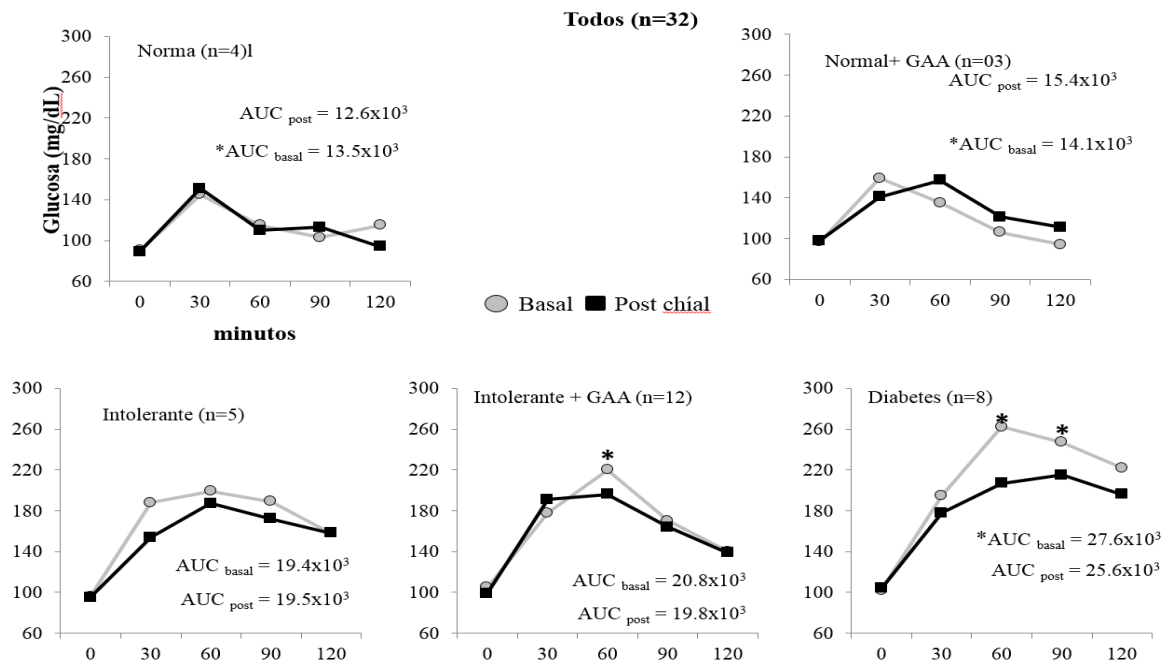 Todos (n=32)
Glucosa (mg/dL)
300
260
220
180
140
100
60
Norma (n=4)l
AUC post = 12.6x10³
*AUC basal = 13.5x10³
0 30 60 90 120
minutos
300
260
220
180
140
100
60
Normal+ GAA (n=03)
AUC post = 15.4x10³
*AUC basal = 14.1x10³
0 30 60 90 120
Basal Post chíal
300
260
220
180
140
100
60
Intolerante (n=5)
AUC basal = 19.4x10³
AUC post = 19.5x10³
0 30 60 90 120
300
260
220
180
140
100
60
Intolerante + GAA (n=12)
*
AUC basal = 20.8x10³
AUC post = 19.8x10³
0 30 60 90 120
300
260
220
180
140
100
60
Diabetes (n=8)
* *
*AUC basal = 27.6x10³
AUC post = 25.6x10³
0 30 60 90 120